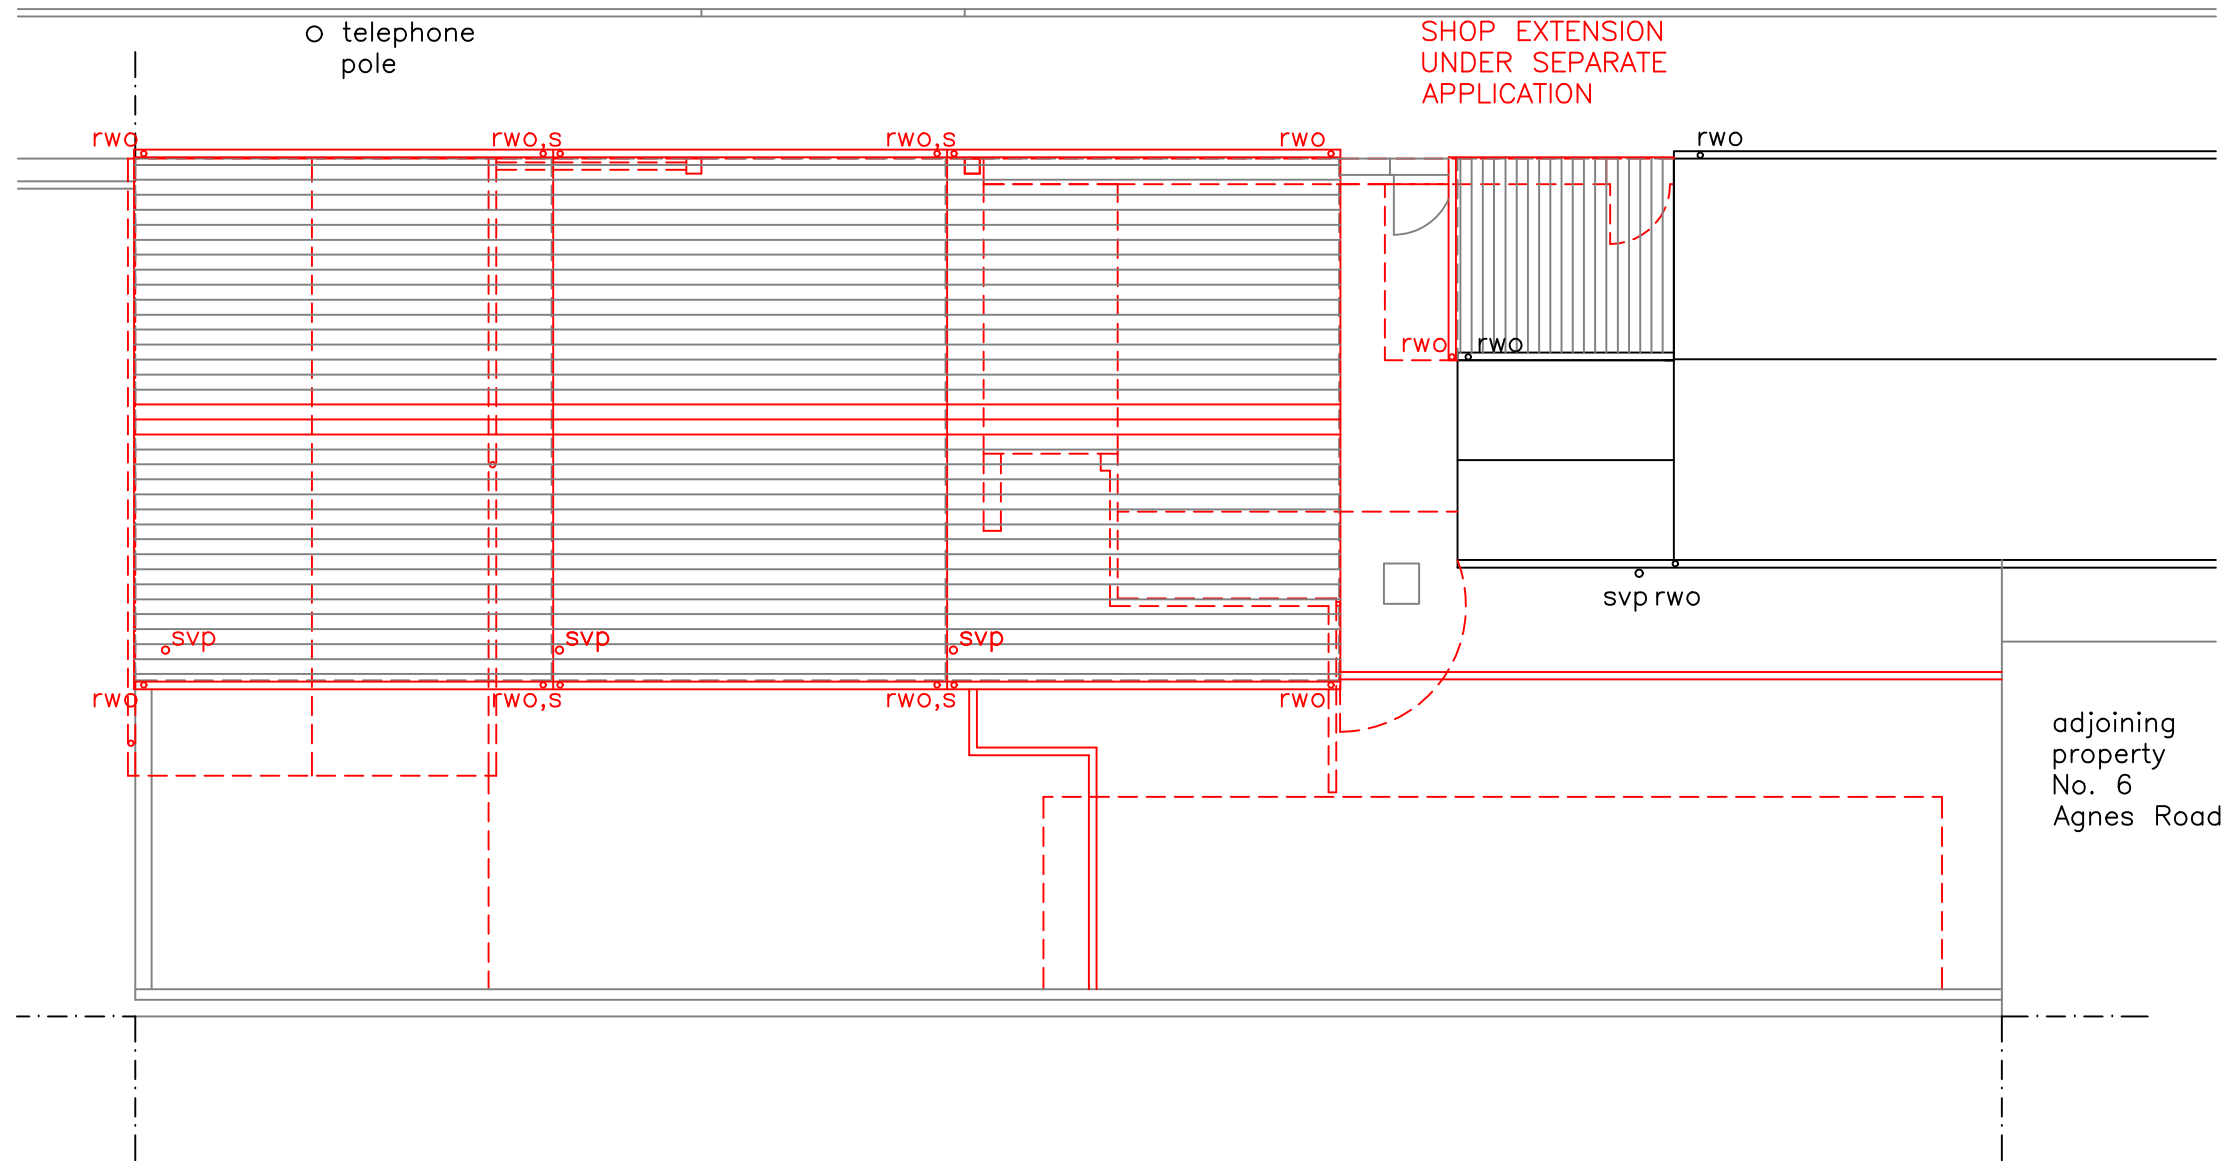 telephone
pole
SHOP EXTENSION
UNDER SEPARATE
APPLICATION
rwo
rwo,s
rwo,s
rwo
rwo
rwo
rwo
svp rwo
svp
svp
svp
rwo
rwo,s
rwo,s
rwo
adjoining
property
No. 6
Agnes Road